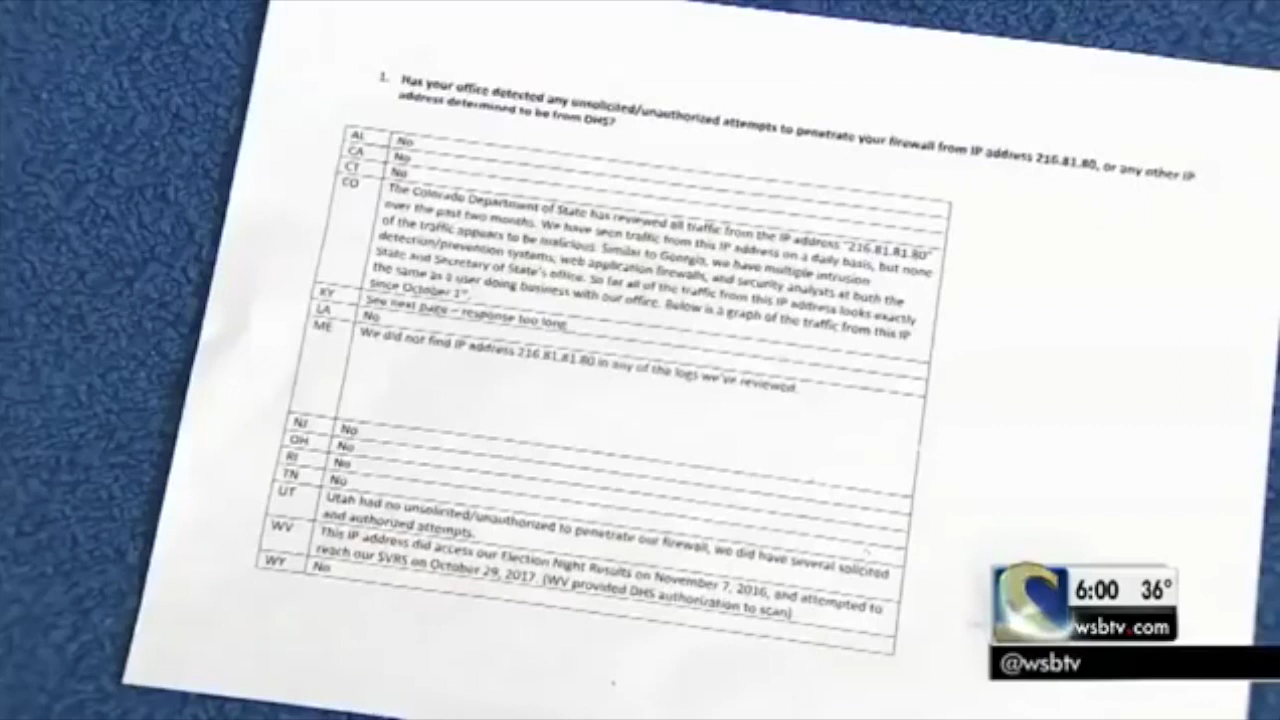 1. Has your office detected any unsolicited/unauthorized attempts to penetrate your firewall from IP address 216.81.80, or any other IP
address determined to be from DHS?
AL No
CA No
CT No
CO The Colorado Department of State has reviewed all traffic from the IP address "216.81.81.80"
over the past two months. We have seen traffic from this IP address on a daily basis, but none
of the traffic appears to be malicious. Similar to Georgia, we have multiple intrusion
detection/prevention systems, web application firewalls, and security analysts at both the
State and Secretary of State's office. So far all of the traffic from this IP address looks exactly
the same as a user doing business with our office. Below is a graph of the traffic from this IP
since October 1st.
KY See next page – response too long
LA No
ME We did not find IP address 216.81.81.80 in any of the logs we've reviewed.
NJ No
OH No
RI No
TN No
UT Utah had no unsolicited/unauthorized to penetrate our firewall, we did have several solicited
and authorized attempts.
WV This IP address did access our Election Night Results on November 7, 2016, and attempted to
reach our SVRS on October 29, 2017. (WV provided DHS authorization to scan)
WY No
6:00 36°
wsbtv.com
@wsbtv